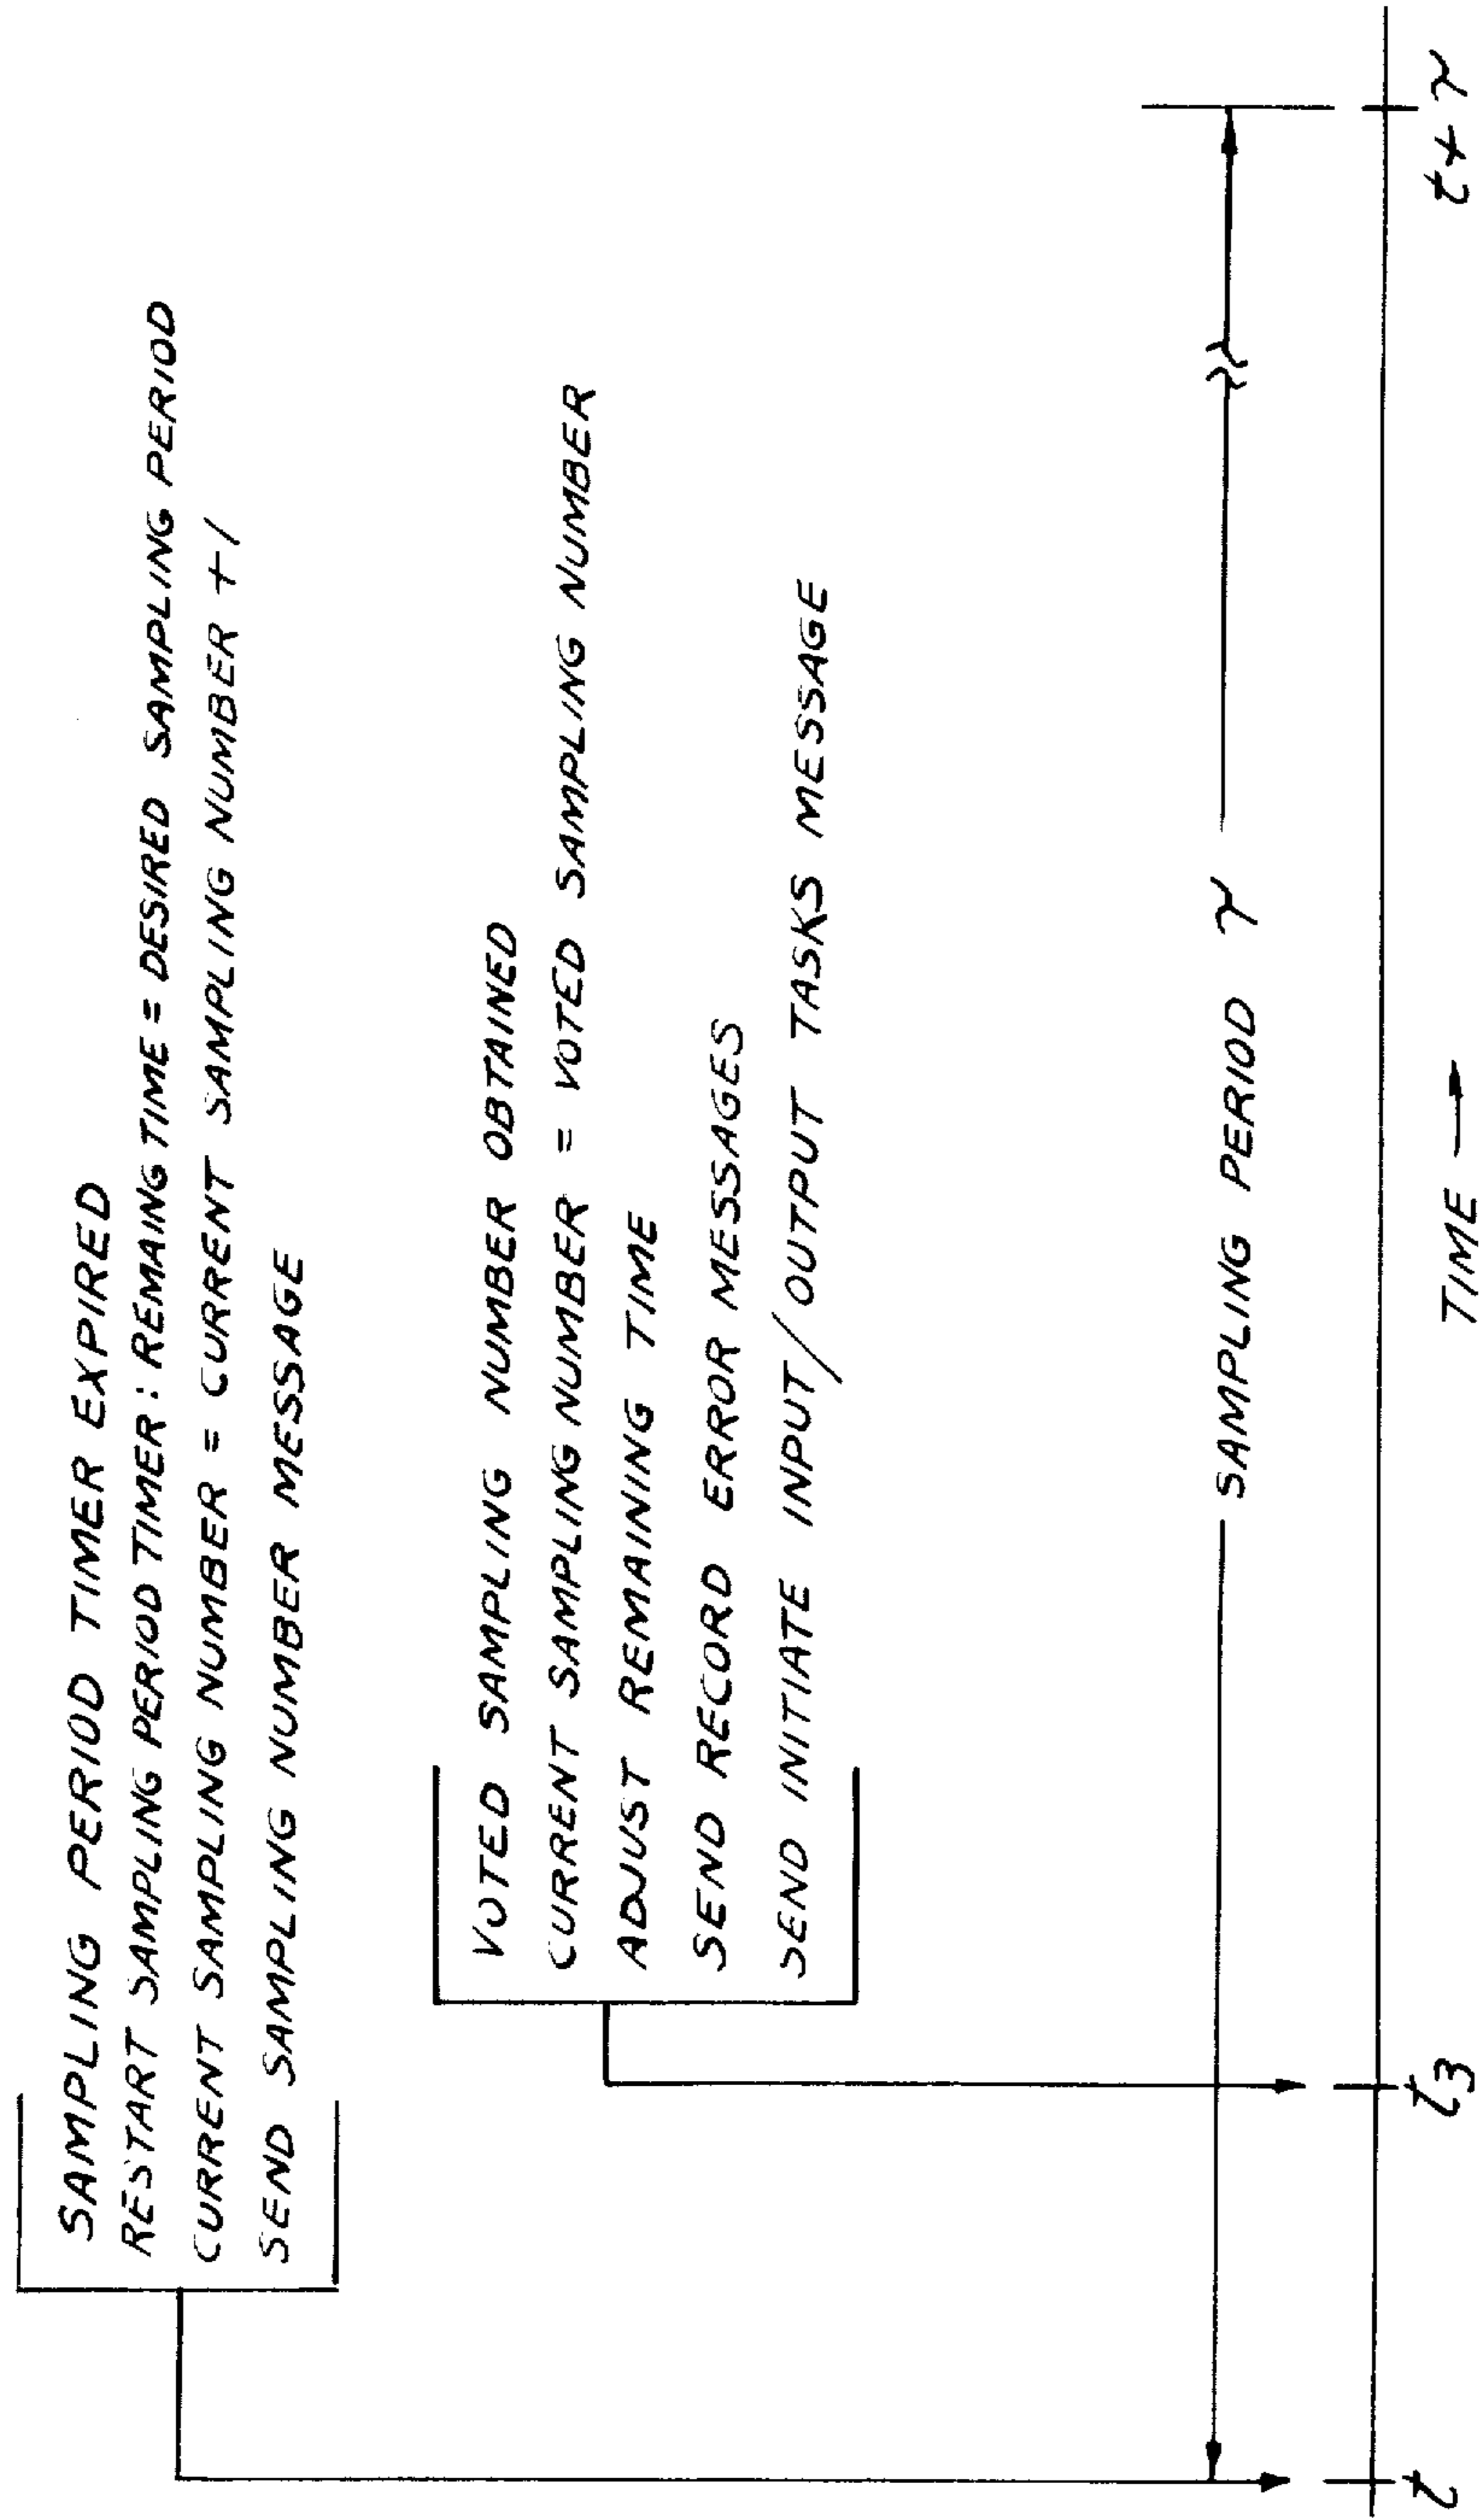 SAMPLING PERIOD TIMER EXPIRED
RESTART SAMPLING PERIOD TIMER: REMAING TIME = DESIRED SAMPLING PERIOD
CURRENT SAMPLING NUMBER = CURRENT SAMPLING NUMBER +1
SEND SAMPLING NUMBER MESSAGE
VOTED SAMPLING NUMBER OBTAINED
CURRENT SAMPLING NUMBER = VOTED SAMPLING NUMBER
ADJUST REMAINING TIME
SEND RECORD ERROR MESSAGES
SEND INITIATE INPUT/OUTPUT TASKS MESSAGE
SAMPLING PERIOD τ
t t3 t+τ
TIME →